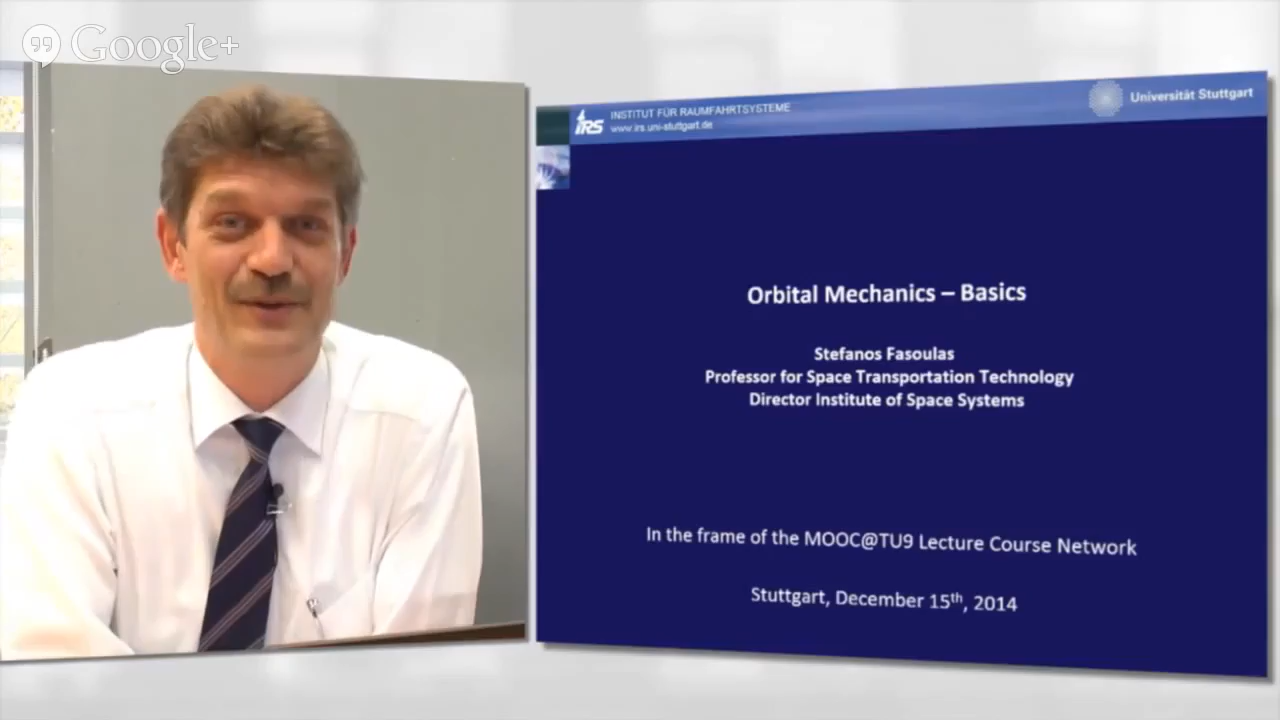 Google+
IRS
INSTITUT FÜR RAUMFAHRTSYSTEME
www.irs.uni-stuttgart.de
Universität Stuttgart
Orbital Mechanics – Basics
Stefanos Fasoulas
Professor for Space Transportation Technology
Director Institute of Space Systems
In the frame of the MOOC@TU9 Lecture Course Network
Stuttgart, December 15th, 2014